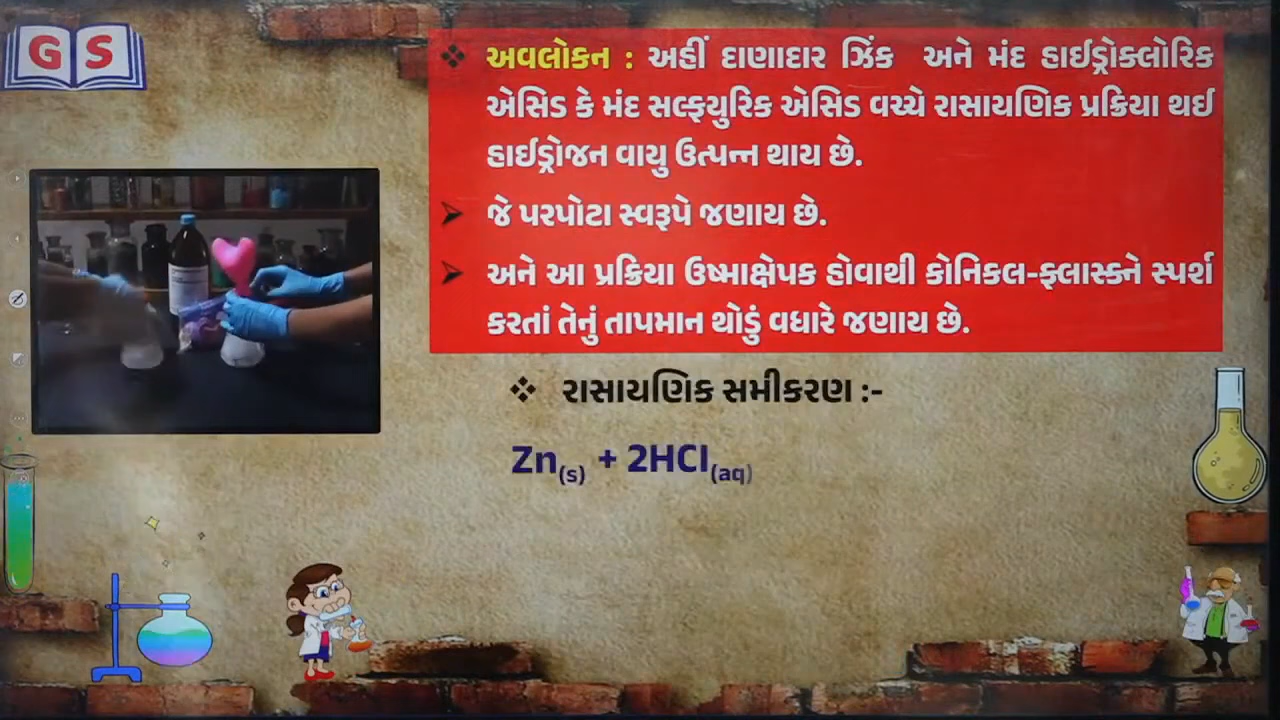 GS
❖ અવલોકન : અહીં દાણાદાર ઝિંક અને મંદ હાઈડ્રોક્લોરિક
એસિડ કે મંદ સલ્ફ્યુરિક એસિડ વચ્ચે રાસાયણિક પ્રક્રિયા થઈ
હાઈડ્રોજન વાયુ ઉત્પન્ન થાય છે.
➤ જે પરપોટા સ્વરૂપે જણાય છે.
➤ અને આ પ્રક્રિયા ઉષ્માક્ષેપક હોવાથી કોનિકલ-ફ્લાસ્કને સ્પર્શ
કરતાં તેનું તાપમાન થોડું વધારે જણાય છે.
❖ રાસાયણિક સમીકરણ :-
Zn(s) + 2HCl(aq)